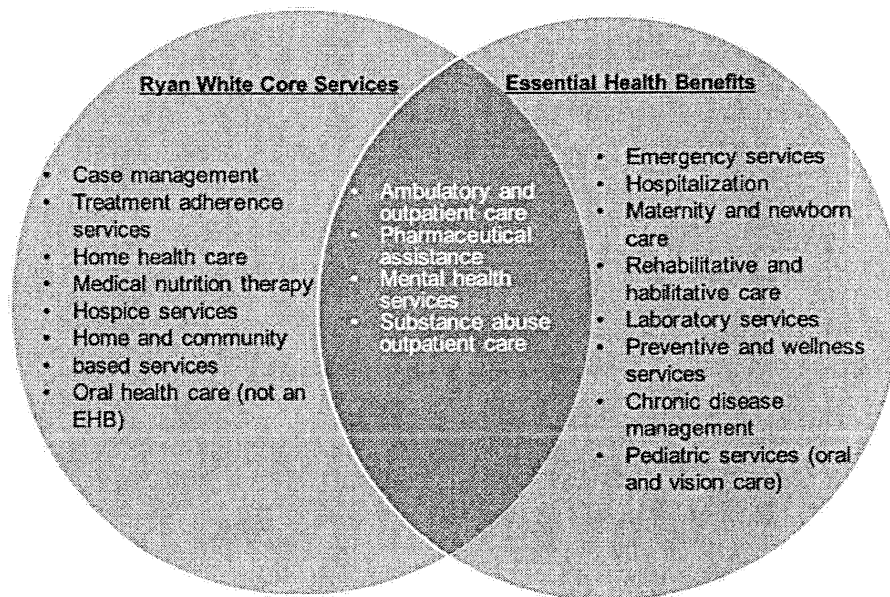 Ryan White Core Services
• Case management
• Treatment adherence
services
• Home health care
• Medical nutrition therapy
• Hospice services
• Home and community
• based services
• Oral health care (not an
EHB)
• Ambulatory and
outpatient care
• Pharmaceutical
assistance
• Mental health
services
• Substance abuse
outpatient care
Essential Health Benefits
• Emergency services
• Hospitalization
• Maternity and newborn
care
• Rehabilitative and
habilitative care
• Laboratory services
• Preventive and wellness
services
• Chronic disease
management
• Pediatric services (oral
and vision care)